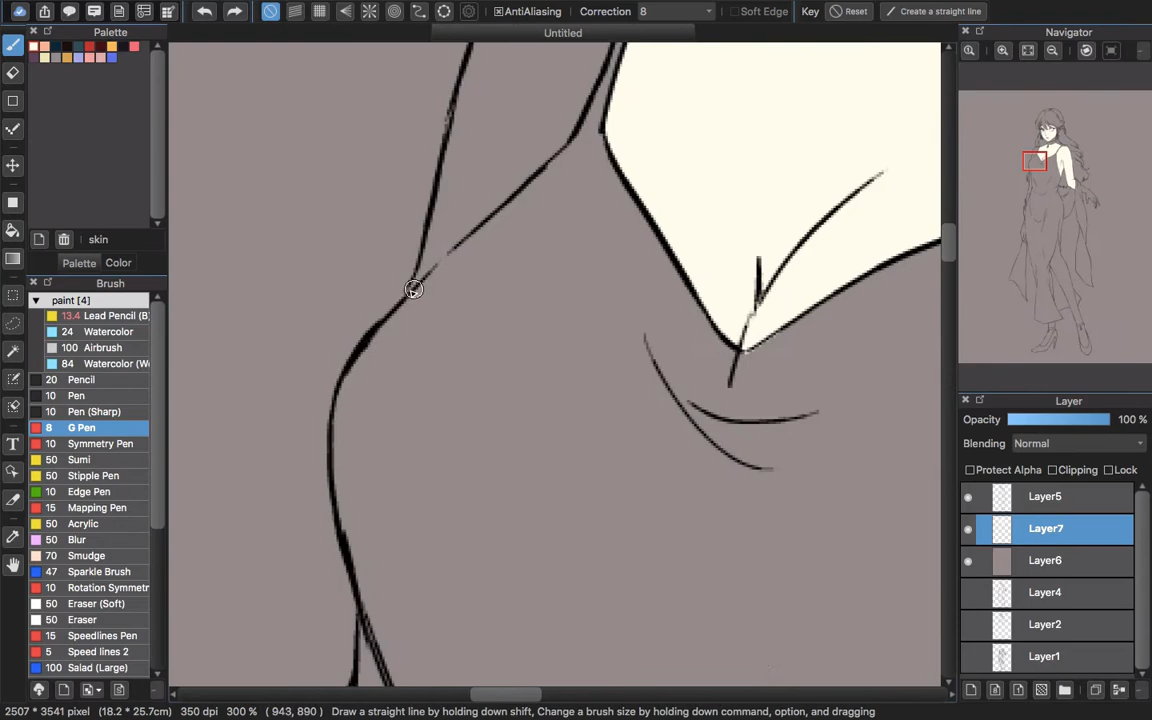 AntiAliasing Correction 8 Soft Edge Key Reset Create a straight line
Palette
Untitled
Navigator
skin
Palette Color
Brush
paint [4]
13.4 Lead Pencil (B)
24 Watercolor
100 Airbrush
84 Watercolor (We
20 Pencil
10 Pen
10 Pen (Sharp)
8 G Pen
10 Symmetry Pen
50 Sumi
50 Stipple Pen
10 Edge Pen
15 Mapping Pen
50 Acrylic
50 Blur
70 Smudge
47 Sparkle Brush
10 Rotation Symmetr
50 Eraser (Soft)
50 Eraser
15 Speedlines Pen
5 Speed lines 2
100 Salad (Large)
Layer
Opacity 100 %
Blending Normal
Protect Alpha Clipping Lock
Layer5
Layer7
Layer6
Layer4
Layer2
Layer1
2507 * 3541 pixel (18.2 * 25.7cm) 350 dpi 300 % ( 943, 890 ) Draw a straight line by holding down shift, Change a brush size by holding down command, option, and dragging